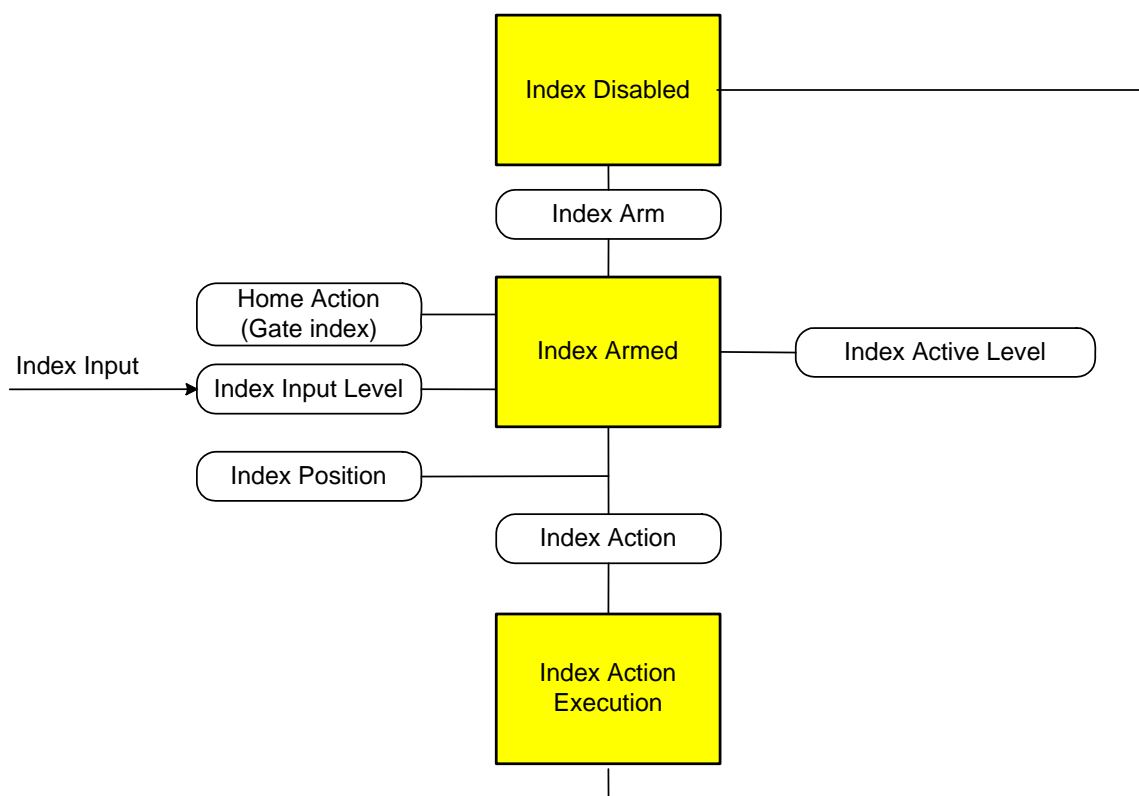 Index Disabled
Index Arm
Home Action
(Gate index)
Index Armed
Index Active Level
Index Input
Index Input Level
Index Position
Index Action
Index Action
Execution